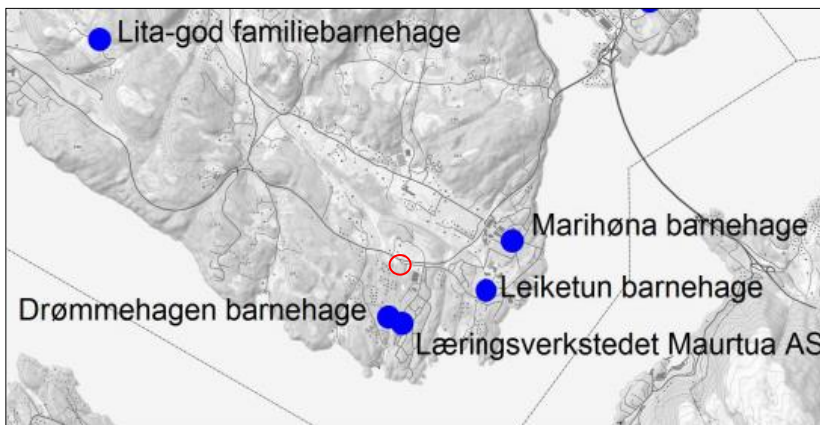 Lita-god familiebarnehage
Marihøna barnehage
Leiketun barnehage
Drømmehagen barnehage
Læringsverkstedet Maurtua AS